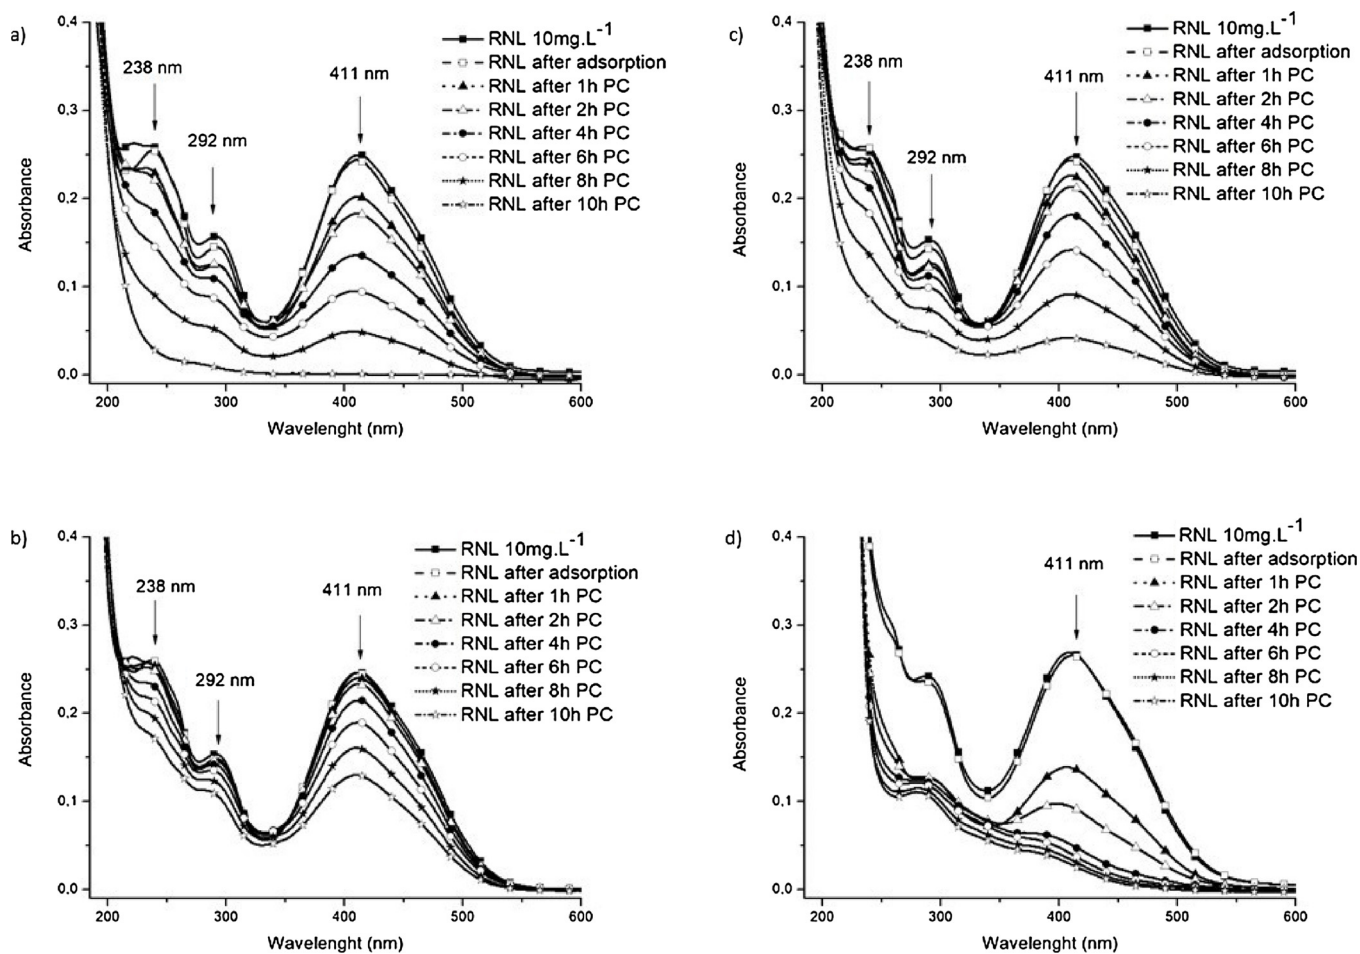 a)
0.4
0.3
0.2
0.1
0.0
Absorbance
238 nm
292 nm
411 nm
RNL 10mg.L-1
RNL after adsorption
RNL after 1h PC
RNL after 2h PC
RNL after 4h PC
RNL after 6h PC
RNL after 8h PC
RNL after 10h PC
200 300 400 500 600
Wavelenght (nm)
c)
0.4
0.3
0.2
0.1
0.0
Absorbance
238 nm
292 nm
411 nm
RNL 10mg.L-1
RNL after adsorption
RNL after 1h PC
RNL after 2h PC
RNL after 4h PC
RNL after 6h PC
RNL after 8h PC
RNL after 10h PC
200 300 400 500 600
Wavelenght (nm)
b)
0.4
0.3
0.2
0.1
0.0
Absorbance
238 nm
292 nm
411 nm
RNL 10mg.L-1
RNL after adsorption
RNL after 1h PC
RNL after 2h PC
RNL after 4h PC
RNL after 6h PC
RNL after 8h PC
RNL after 10h PC
200 300 400 500 600
Wavelenght (nm)
d)
0.4
0.3
0.2
0.1
0.0
Absorbance
411 nm
RNL 10mg.L-1
RNL after adsorption
RNL after 1h PC
RNL after 2h PC
RNL after 4h PC
RNL after 6h PC
RNL after 8h PC
RNL after 10h PC
200 300 400 500 600
Wavelenght (nm)